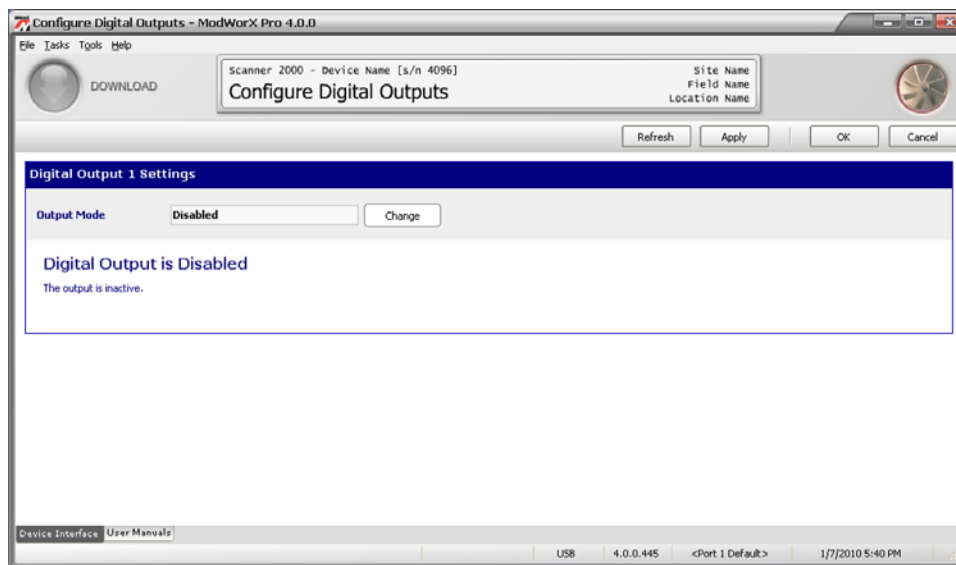 Configure Digital Outputs - ModWorX Pro 4.0.0
File Tasks Tools Help
DOWNLOAD
Scanner 2000 - Device Name [s/n 4096]
Configure Digital Outputs
Site Name
Field Name
Location Name
Refresh Apply OK Cancel
Digital Output 1 Settings
Output Mode Disabled Change
Digital Output is Disabled
The output is inactive.
Device Interface User Manuals
USB 4.0.0.445 <Port 1 Default> 1/7/2010 5:40 PM